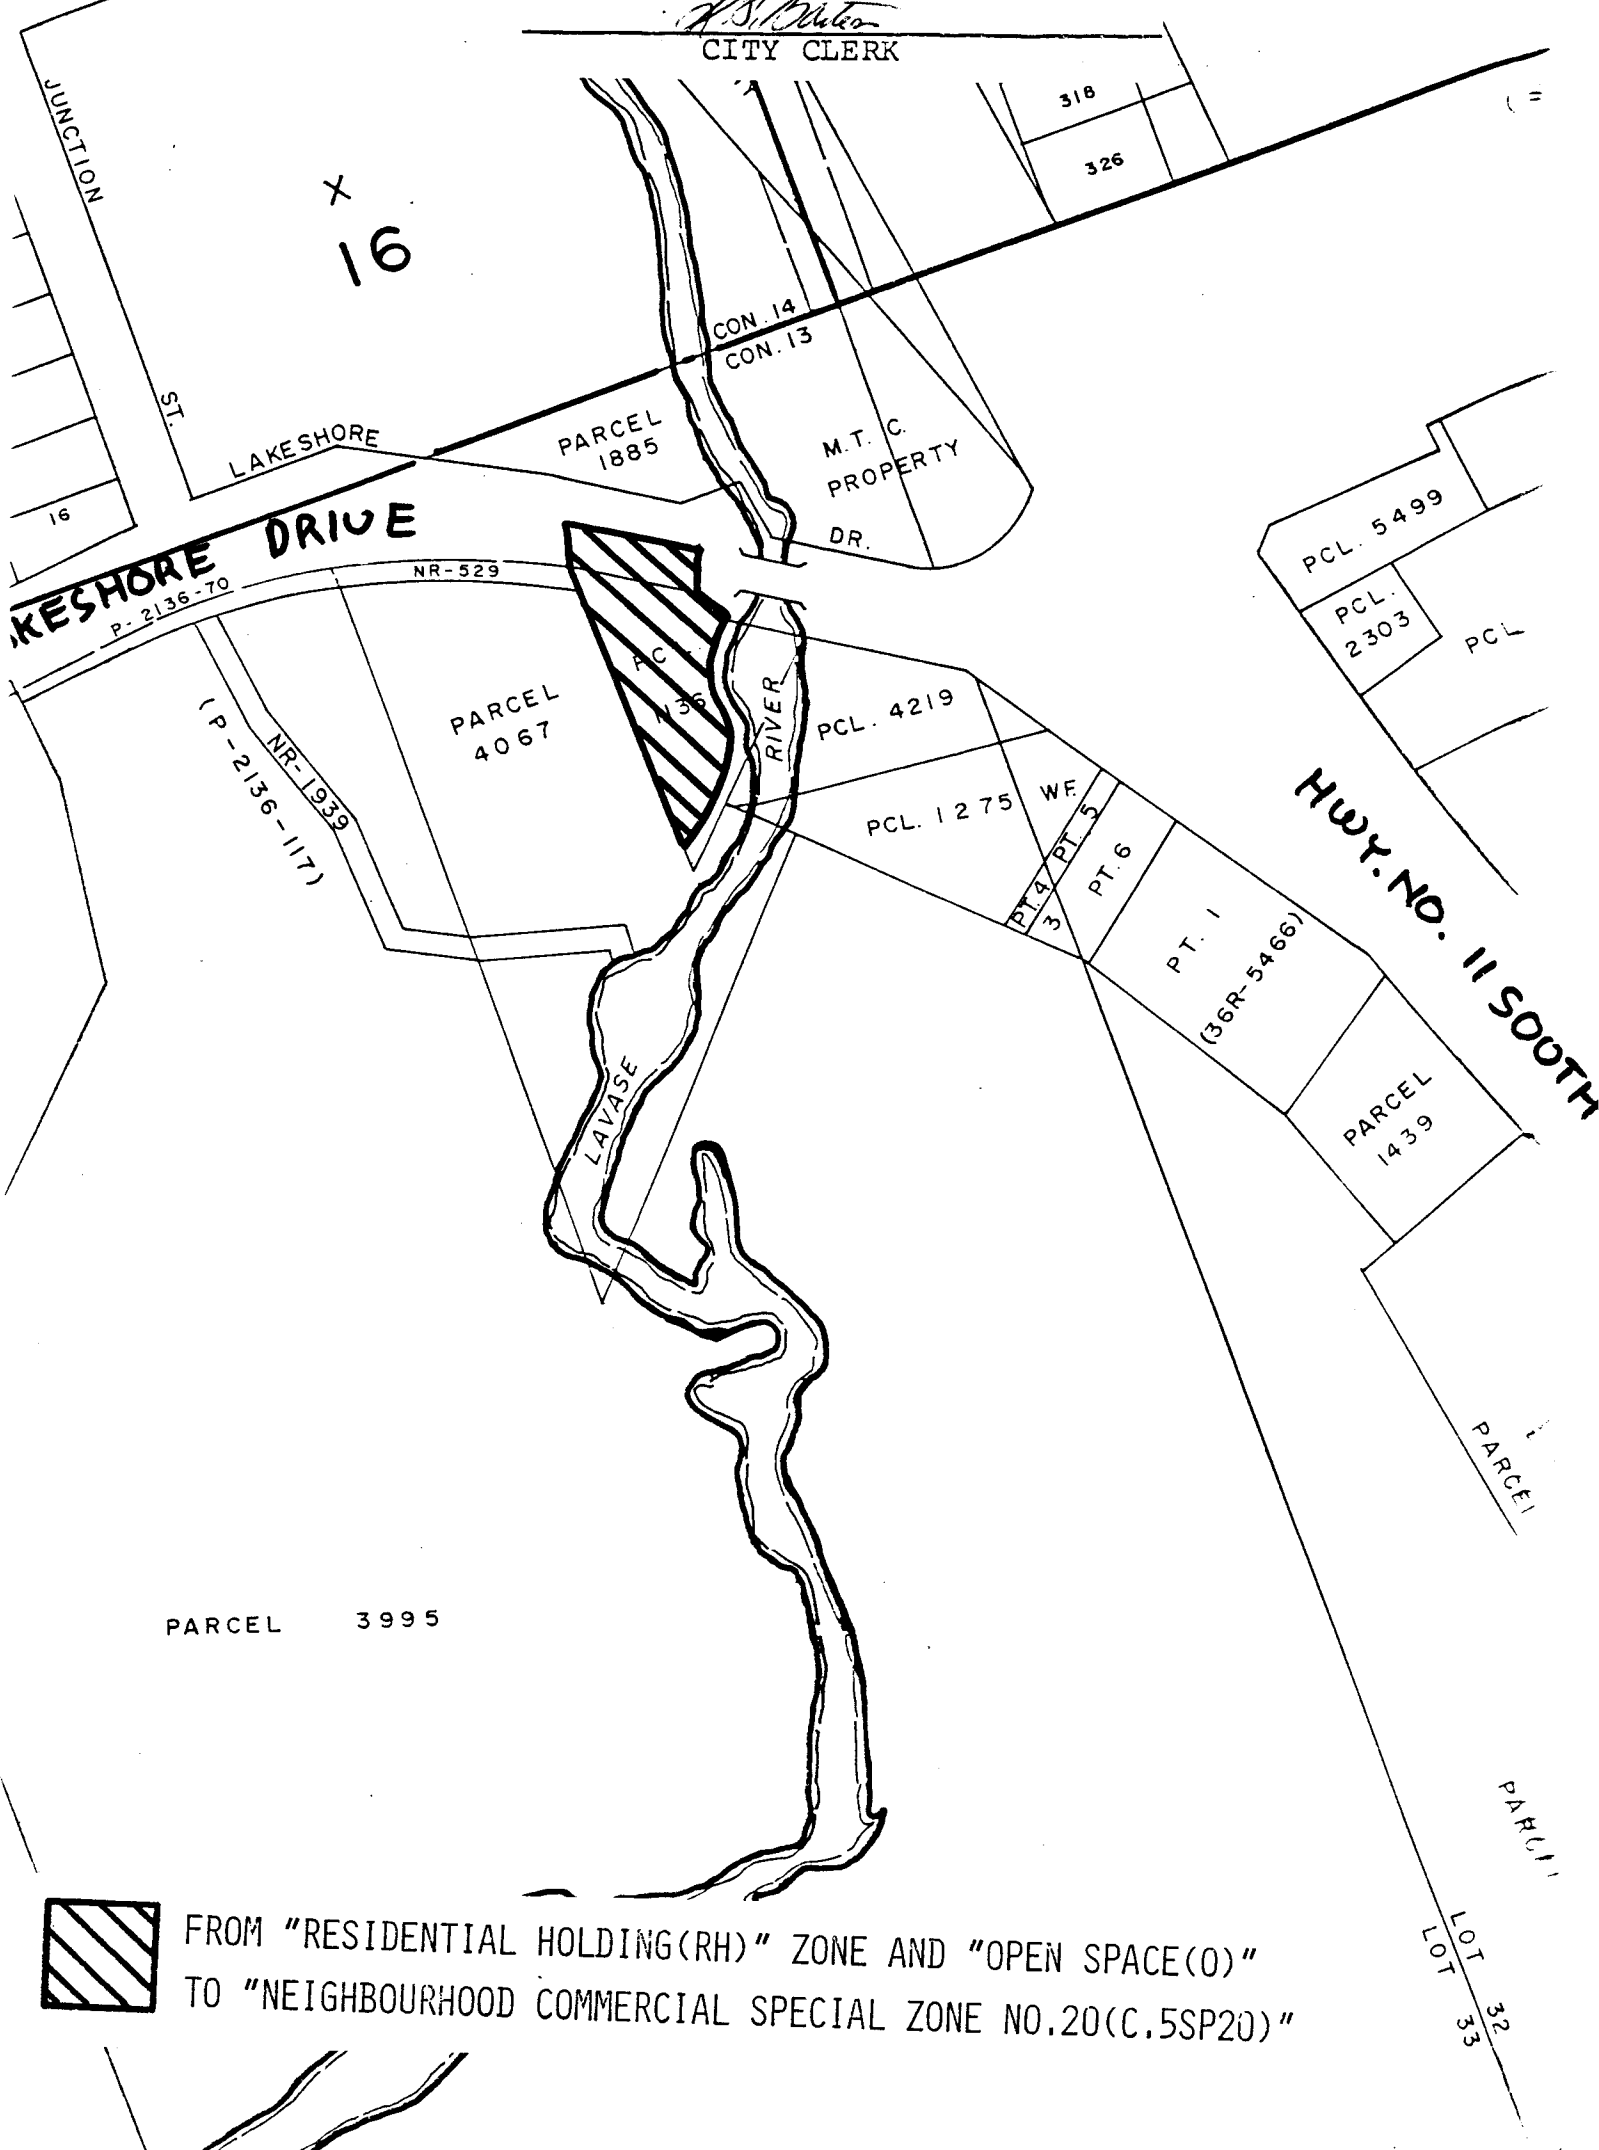 CITY CLERK
JUNCTION
ST.
X
16
318
326
( =
CON. 14
CON. 13
LAKESHORE
PARCEL
1885
M.T. C.
PROPERTY
DR.
16
DRIVE
KESHORE
P-2136-70
NR-529
PCL. 5499
PCL.
2303
PCL
PARCEL
4067
RIVER
PCL. 4219
(P-2136-117)
NR-1939
PCL. 1275
W.F.
PT. 5
PT. 4
3
PT. 6
PT. 1
(36R-5466)
HWY. NO. 11 SOUTH
PARCEL
1439
LAVASE
PARCEL
PARCEL 3995
LOT 32
LOT 33
FROM "RESIDENTIAL HOLDING(RH)" ZONE AND "OPEN SPACE(O)"
TO "NEIGHBOURHOOD COMMERCIAL SPECIAL ZONE NO.20(C.5SP20)"